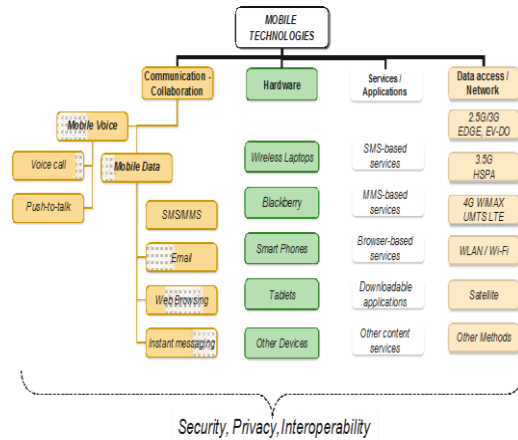 MOBILE
TECHNOLOGIES
Communication -
Collaboration
Hardware
Services /
Applications
Data access /
Network
Mobile Voice
Voice call
Push-to-talk
Mobile Data
SMS/MMS
Email
Web Browsing
Instant messaging
Wireless Laptops
Blackberry
Smart Phones
Tablets
Other Devices
SMS-based
services
MMS-based
services
Browser-based
services
Downloadable
applications
Other content
services
2.5G/3G
EDGE, EV-DO
3.5G
HSPA
4G WiMAX
UMTS LTE
WLAN / Wi-Fi
Satellite
Other Methods
Security, Privacy, Interoperability